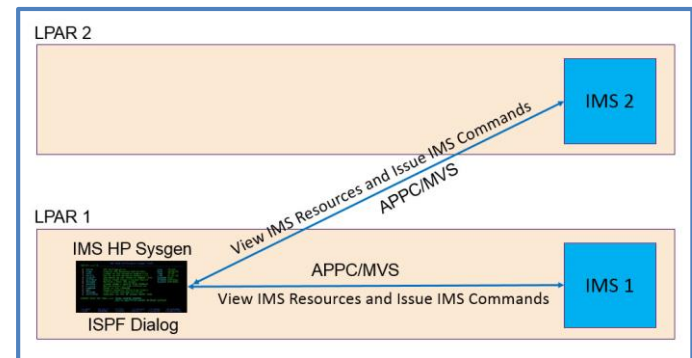 LPAR 2
IMS 2
View IMS Resources and Issue IMS Commands
APPC/MVS
LPAR 1
IMS HP Sysgen
APPC/MVS
View IMS Resources and Issue IMS Commands
IMS 1
ISPF Dialog